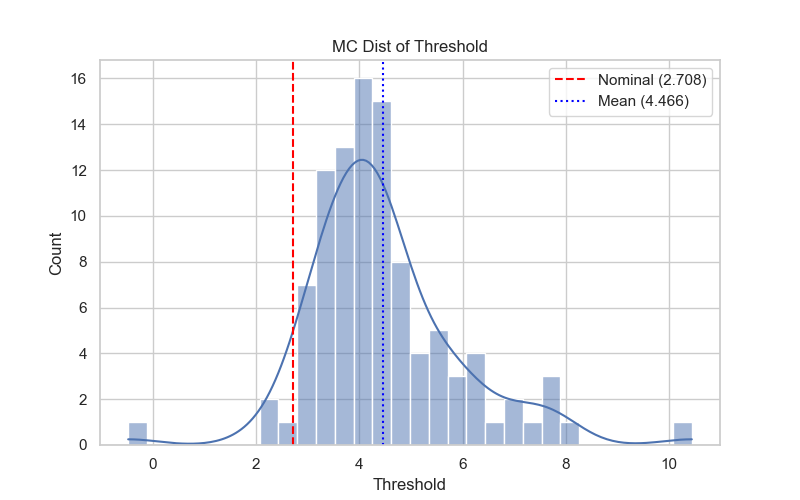 MC Dist of Threshold
Nominal (2.708)
Mean (4.466)
Count
16
14
12
10
8
6
4
2
0
0 2 4 6 8 10
Threshold